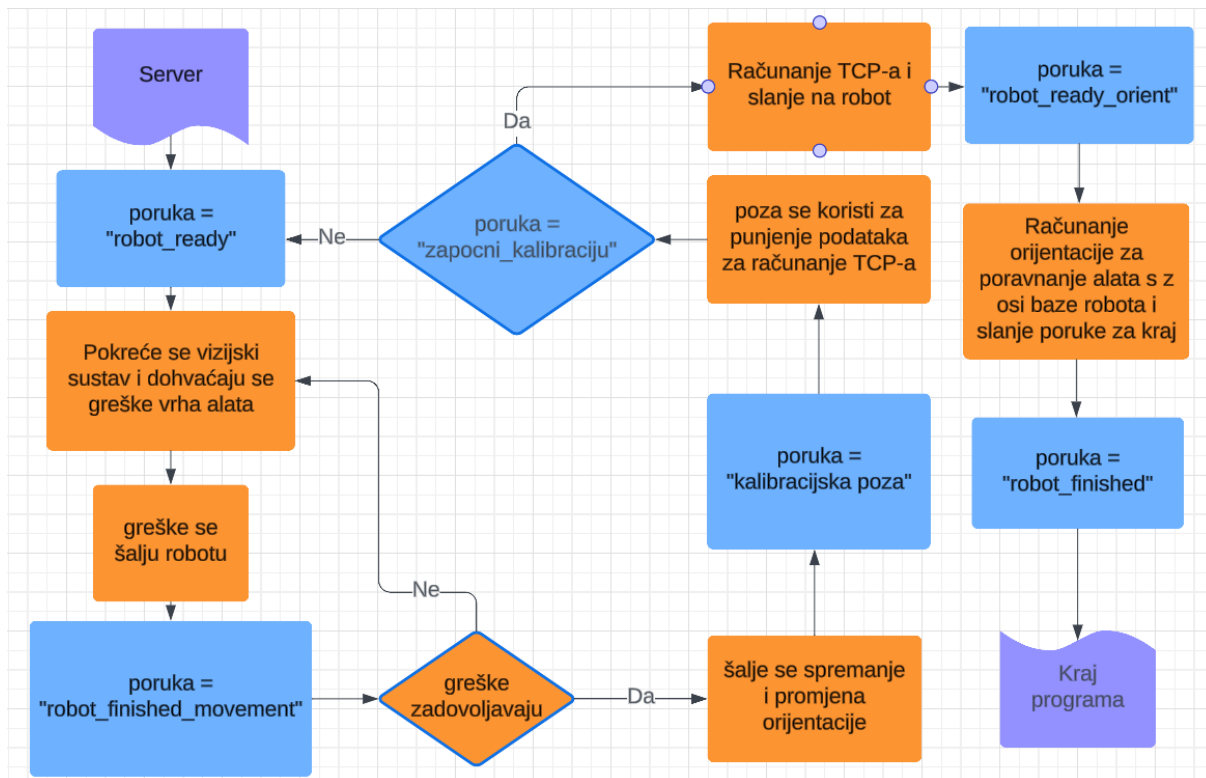 Server
poruka =
"robot_ready"
Pokreće se vizijski
sustav i dohvaćaju se
greške vrha alata
greške se
šalju robotu
poruka =
"robot_finished_movement"
greške
zadovoljavaju
Ne
Da
šalje se spremanje
i promjena
orijentacije
poruka =
"kalibracijska poza"
poza se koristi za
punjenje podataka
za računanje TCP-a
poruka =
"zapocni_kalibraciju"
Ne
Da
Računanje TCP-a i
slanje na robot
poruka =
"robot_ready_orient"
Računanje
orijentacije za
poravnanje alata s z
osi baze robota i
slanje poruke za kraj
poruka =
"robot_finished"
Kraj
programa